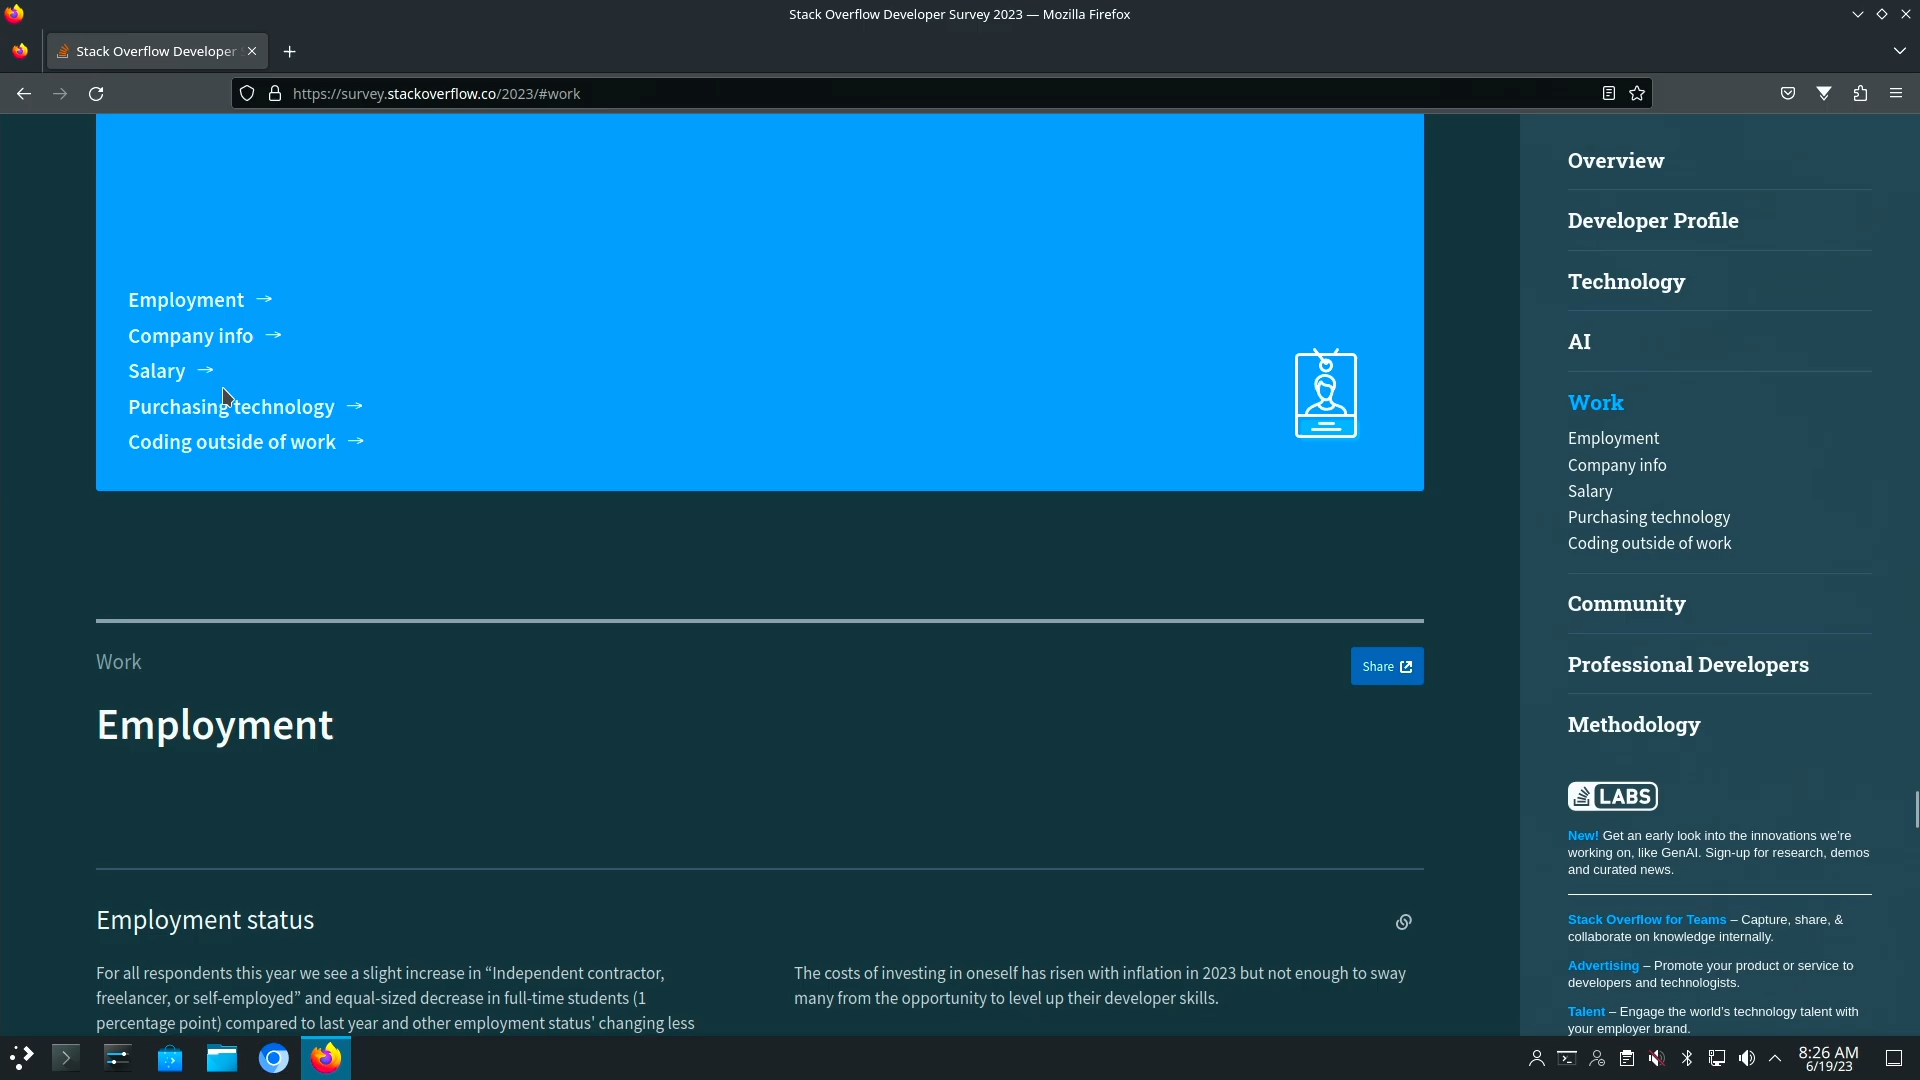 Stack Overflow Developer Survey 2023 — Mozilla Firefox
Stack Overflow Developer
https://survey.stackoverflow.co/2023/#work
Employment →
Company info →
Salary →
Purchasing technology →
Coding outside of work →
Work
Share
Employment
Employment status
For all respondents this year we see a slight increase in “Independent contractor,
freelancer, or self-employed” and equal-sized decrease in full-time students (1
percentage point) compared to last year and other employment status' changing less
The costs of investing in oneself has risen with inflation in 2023 but not enough to sway
many from the opportunity to level up their developer skills.
Overview
Developer Profile
Technology
AI
Work
Employment
Company info
Salary
Purchasing technology
Coding outside of work
Community
Professional Developers
Methodology
LABS
New! Get an early look into the innovations we’re
working on, like GenAI. Sign-up for research, demos
and curated news.
Stack Overflow for Teams – Capture, share, &
collaborate on knowledge internally.
Advertising – Promote your product or service to
developers and technologists.
Talent – Engage the world’s technology talent with
your employer brand.
8:26 AM
6/19/23